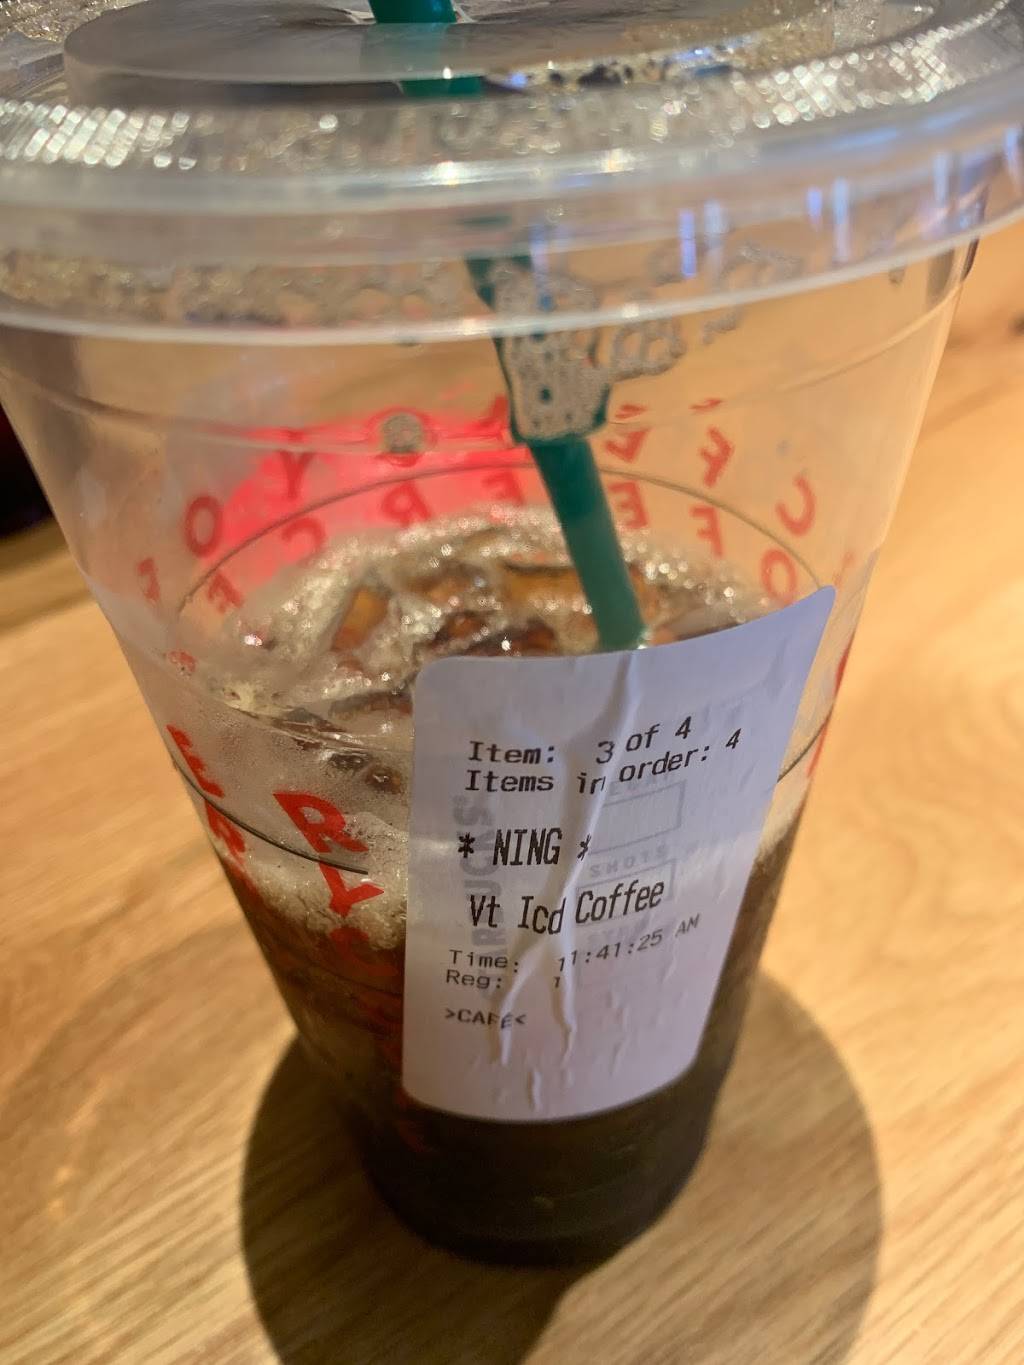 Item: 3 of 4
Items in order: 4
* NING *
Vt Icd Coffee
Time: 11:41:25 AM
Reg: 1
>CAFE<